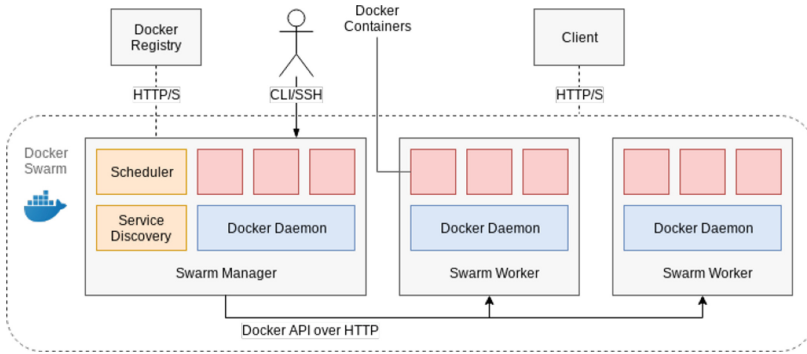 Docker
Registry
Docker
Containers
Client
HTTP/S
CLI/SSH
HTTP/S
Docker
Swarm
Scheduler
Service
Discovery
Docker Daemon
Swarm Manager
Docker Daemon
Swarm Worker
Docker Daemon
Swarm Worker
Docker API over HTTP